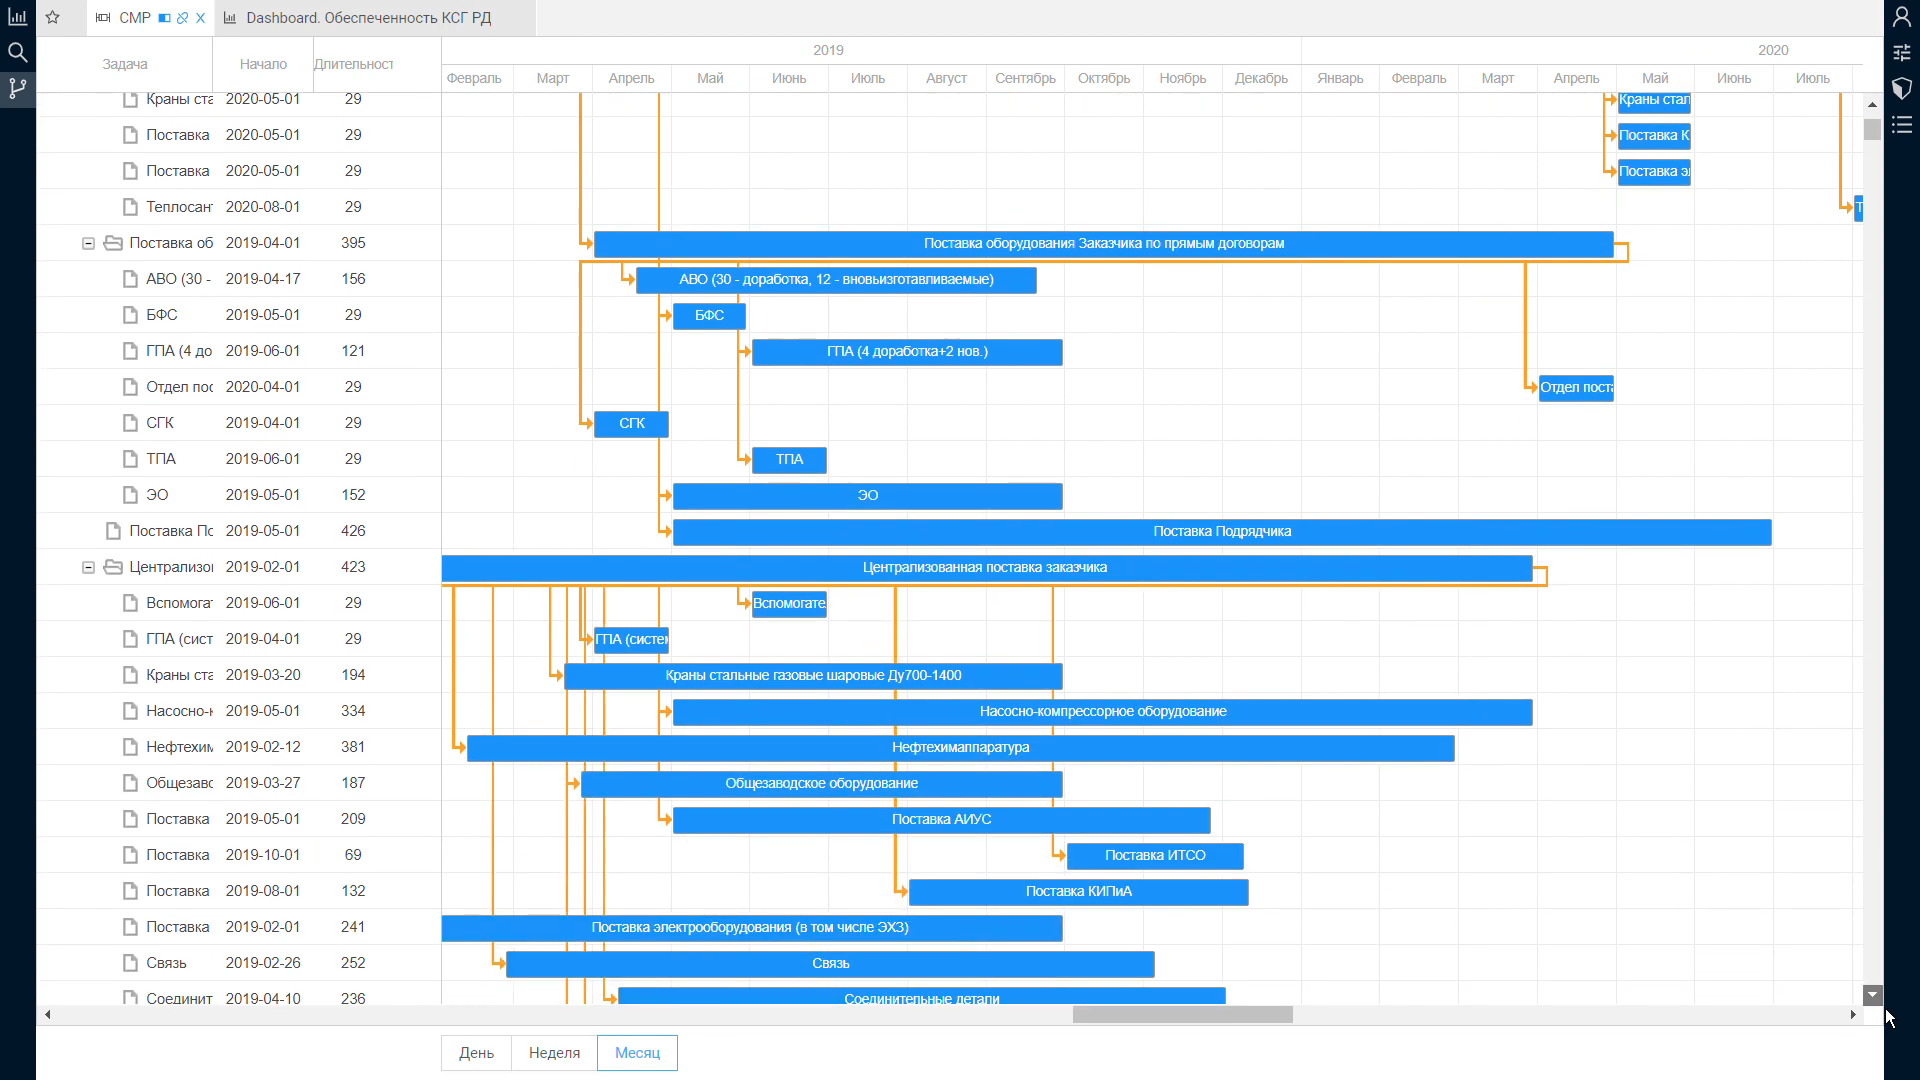 СМР
Dashboard. Обеспеченность КСГ РД
Задача Начало Длительност
2019 2020
Февраль Март Апрель Май Июнь Июль Август Сентябрь Октябрь Ноябрь Декабрь Январь Февраль Март Апрель Май Июнь Июль
Краны ста 2020-05-01 29 Краны стал
Поставка 2020-05-01 29 Поставка К
Поставка 2020-05-01 29 Поставка эл
Теплосан 2020-08-01 29 Т
Поставка об 2019-04-01 395 Поставка оборудования Заказчика по прямым договорам
АВО (30 - 2019-04-17 156 АВО (30 - доработка, 12 - вновьизготавливаемые)
БФС 2019-05-01 29 БФС
ГПА (4 до 2019-06-01 121 ГПА (4 доработка+2 нов.)
Отдел пос 2020-04-01 29 Отдел поста
СГК 2019-04-01 29 СГК
ТПА 2019-06-01 29 ТПА
ЭО 2019-05-01 152 ЭО
Поставка По 2019-05-01 426 Поставка Подрядчика
Централизо 2019-02-01 423 Централизованная поставка заказчика
Вспомогат 2019-06-01 29 Вспомогате
ГПА (сист 2019-04-01 29 ГПА (систем
Краны ста 2019-03-20 194 Краны стальные газовые шаровые Ду700-1400
Насосно-к 2019-05-01 334 Насосно-компрессорное оборудование
Нефтехим 2019-02-12 381 Нефтехимаппаратура
Общезаво 2019-03-27 187 Общезаводское оборудование
Поставка 2019-05-01 209 Поставка АИУС
Поставка 2019-10-01 69 Поставка ИТСО
Поставка 2019-08-01 132 Поставка КИПиА
Поставка 2019-02-01 241 Поставка электрооборудования (в том числе ЭХЗ)
Связь 2019-02-26 252 Связь
Соединит 2019-04-10 236 Соединительные детали
День Неделя Месяц